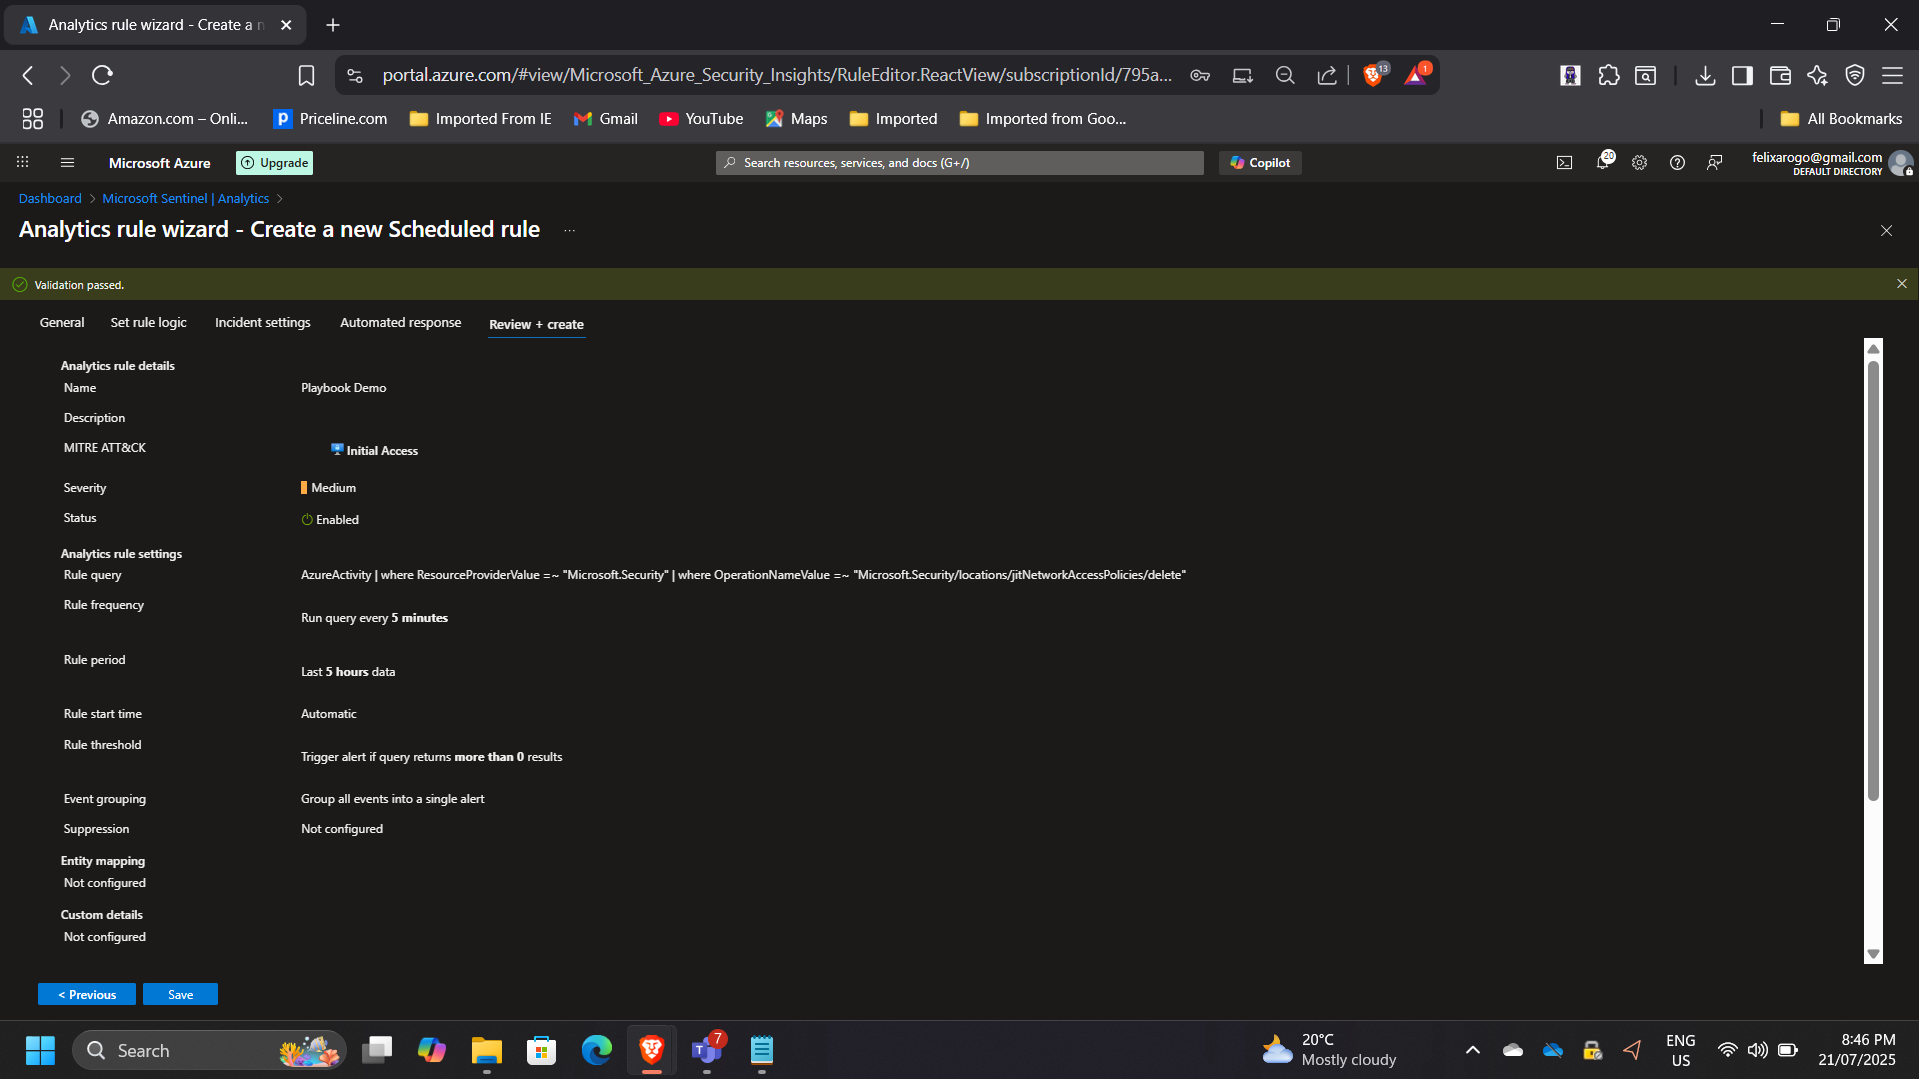 Analytics rule wizard - Create a n
portal.azure.com/#view/Microsoft_Azure_Security_Insights/RuleEditor.ReactView/subscriptionId/795a...
13
1
Amazon.com – Onli...
Priceline.com
Imported From IE
Gmail
YouTube
Maps
Imported
Imported from Goo...
All Bookmarks
Microsoft Azure
Upgrade
Search resources, services, and docs (G+/)
Copilot
20
felixarogo@gmail.com
DEFAULT DIRECTORY
Dashboard > Microsoft Sentinel | Analytics >
Analytics rule wizard - Create a new Scheduled rule ...
Validation passed.
General
Set rule logic
Incident settings
Automated response
Review + create
Analytics rule details
Name Playbook Demo
Description
MITRE ATT&CK Initial Access
Severity Medium
Status Enabled
Analytics rule settings
Rule query AzureActivity | where ResourceProviderValue =~ "Microsoft.Security" | where OperationNameValue =~ "Microsoft.Security/locations/jitNetworkAccessPolicies/delete"
Rule frequency
Run query every 5 minutes
Rule period
Last 5 hours data
Rule start time Automatic
Rule threshold
Trigger alert if query returns more than 0 results
Event grouping Group all events into a single alert
Suppression Not configured
Entity mapping
Not configured
Custom details
Not configured
< Previous
Save
Search
7
20°C
Mostly cloudy
ENG
US
8:46 PM
21/07/2025